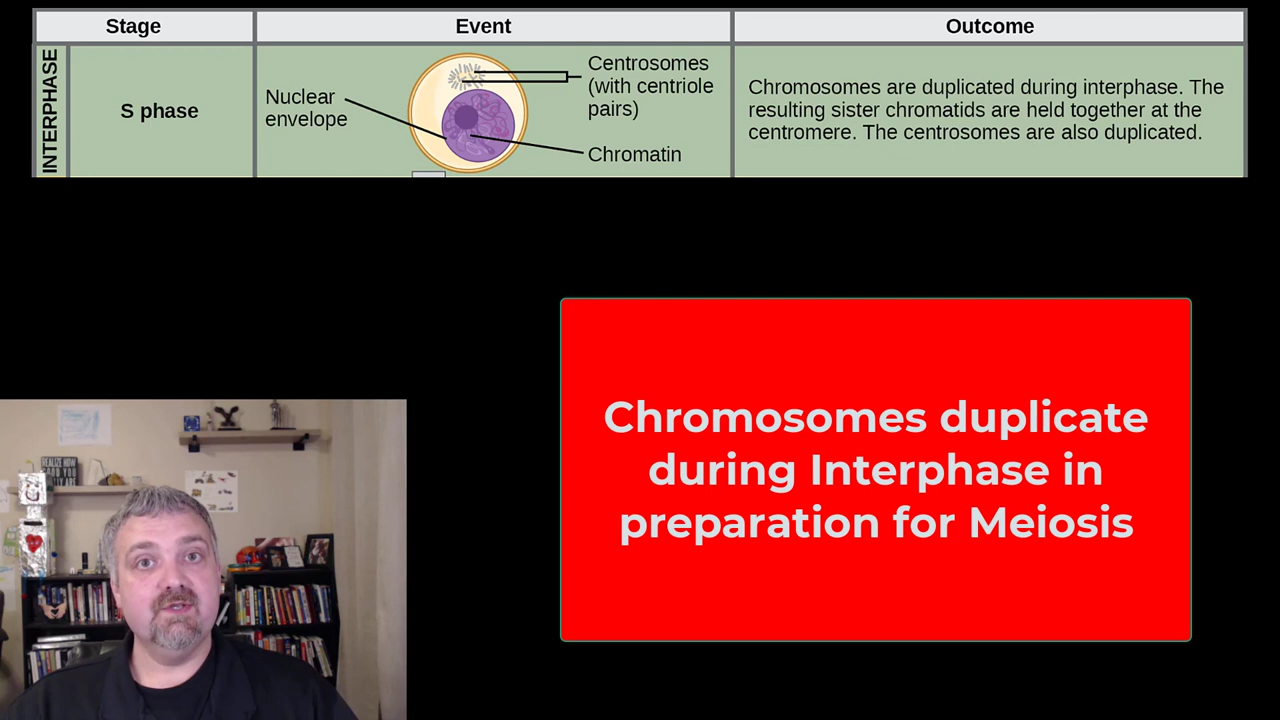 Stage
Event
Outcome
INTERPHASE
S phase
Nuclear
envelope
Centrosomes
(with centriole
pairs)
Chromatin
Chromosomes are duplicated during interphase. The
resulting sister chromatids are held together at the
centromere. The centrosomes are also duplicated.
Chromosomes duplicate
during Interphase in
preparation for Meiosis